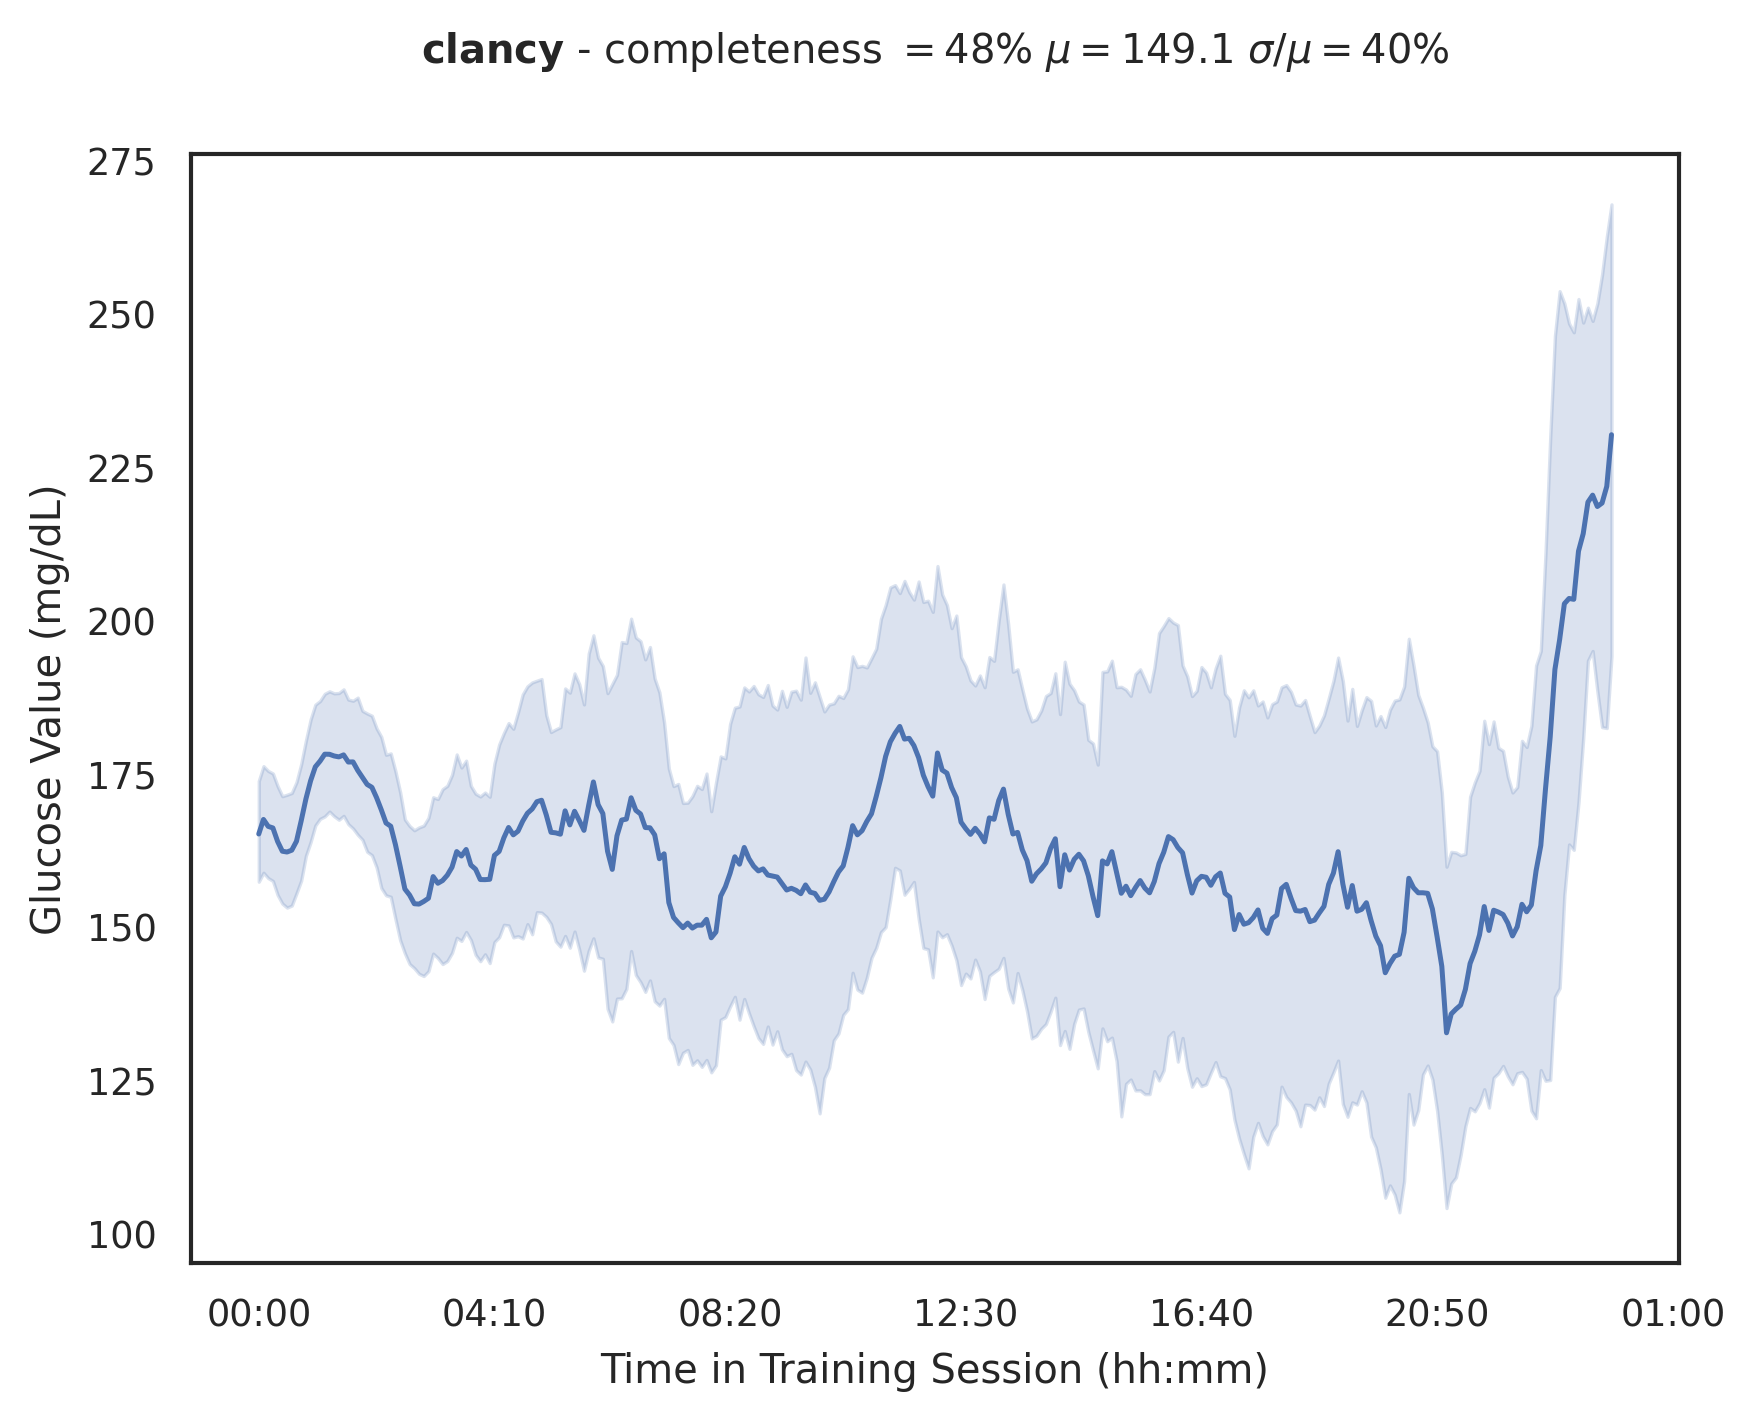 clancy - completeness = 48% μ = 149.1 σ/μ = 40%
275
250
225
200
175
150
125
100
Glucose Value (mg/dL)
00:00 04:10 08:20 12:30 16:40 20:50 01:00
Time in Training Session (hh:mm)